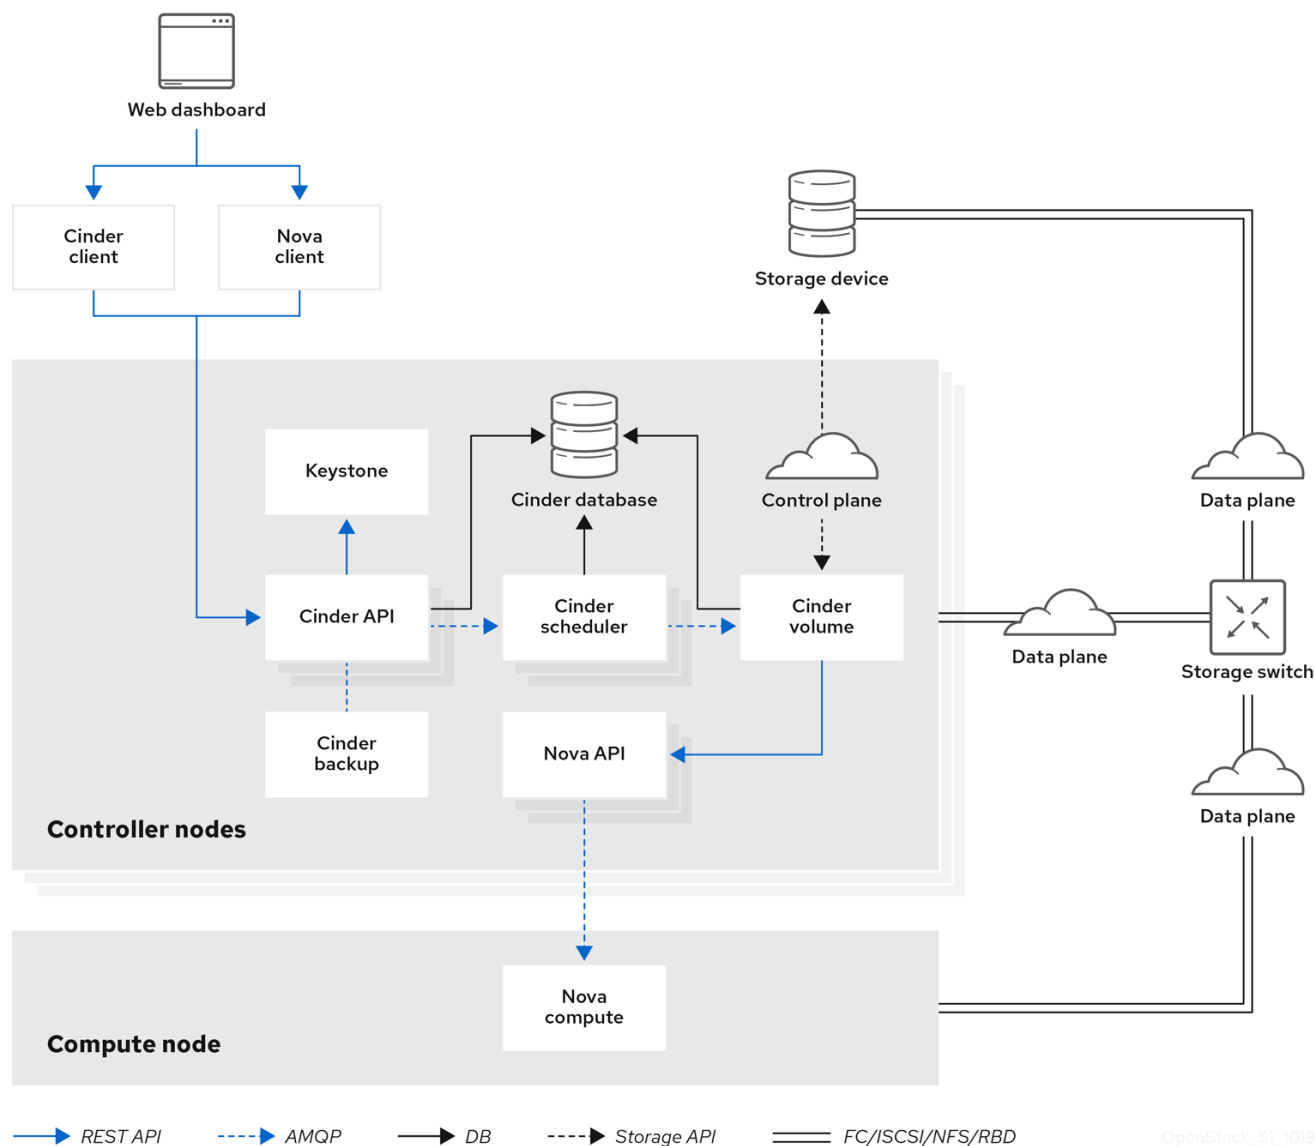 Web dashboard
Cinder
client
Nova
client
Storage device
Keystone
Cinder database
Control plane
Data plane
Cinder API
Cinder
scheduler
Cinder
volume
Data plane
Storage switch
Cinder
backup
Nova API
Data plane
Controller nodes
Nova
compute
Compute node
REST API
AMQP
DB
Storage API
FC/ISCSI/NFS/RBD